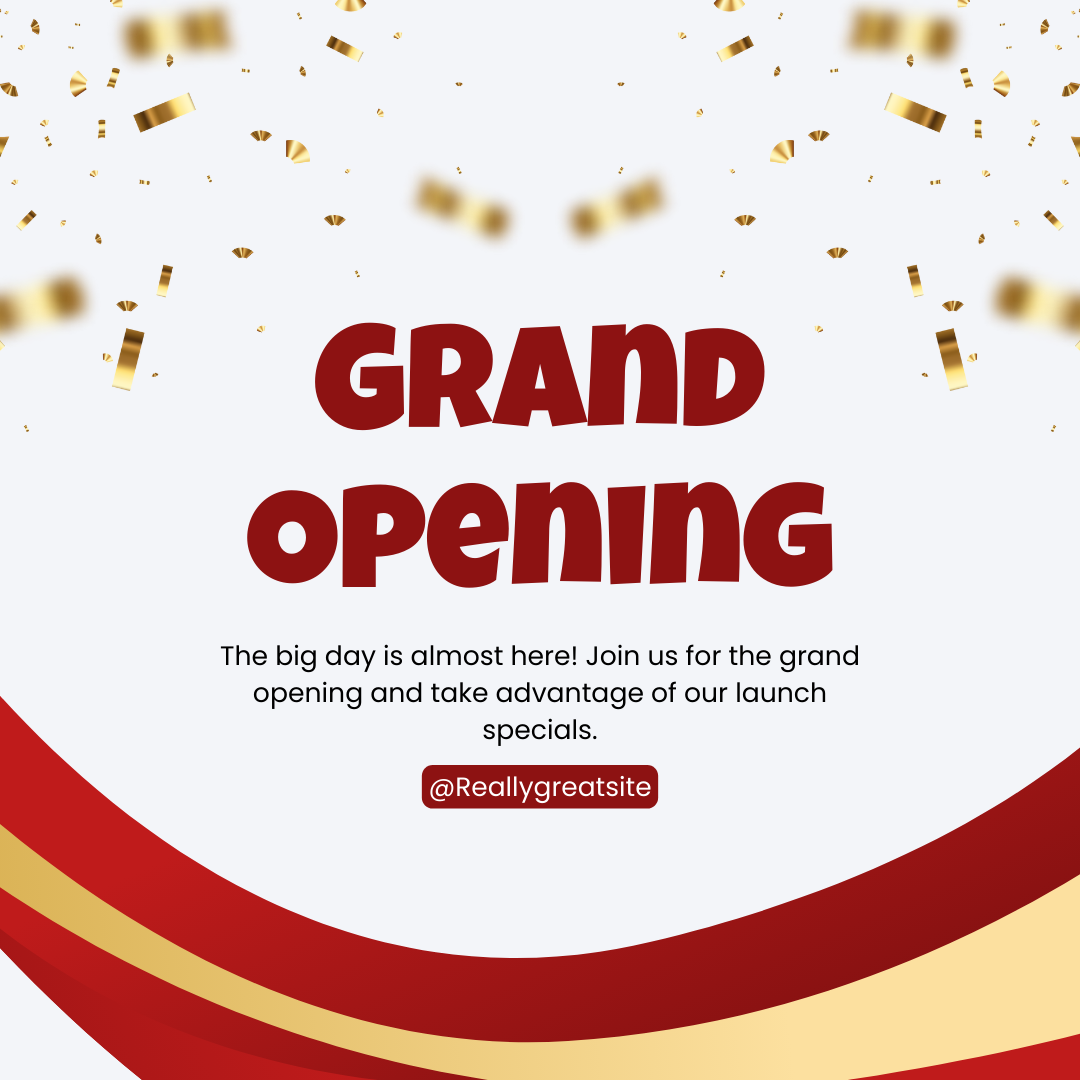 GRAND
OPENING
The big day is almost here! Join us for the grand
opening and take advantage of our launch
specials.
@Reallygreatsite